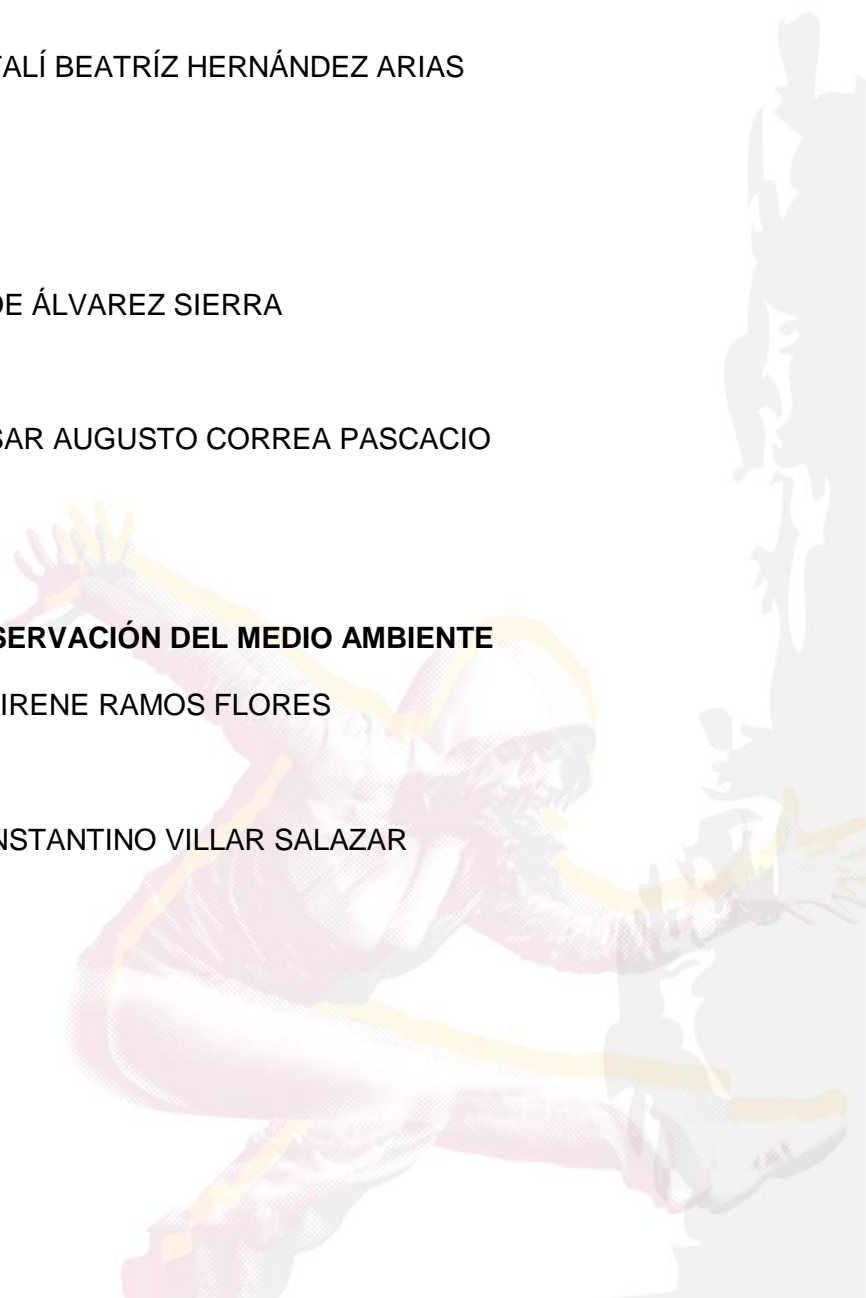 TALÍ BEATRÍZ HERNÁNDEZ ARIAS
DE ÁLVAREZ SIERRA
SAR AUGUSTO CORREA PASCACIO
SERVACIÓN DEL MEDIO AMBIENTE
IRENE RAMOS FLORES
NSTANTINO VILLAR SALAZAR